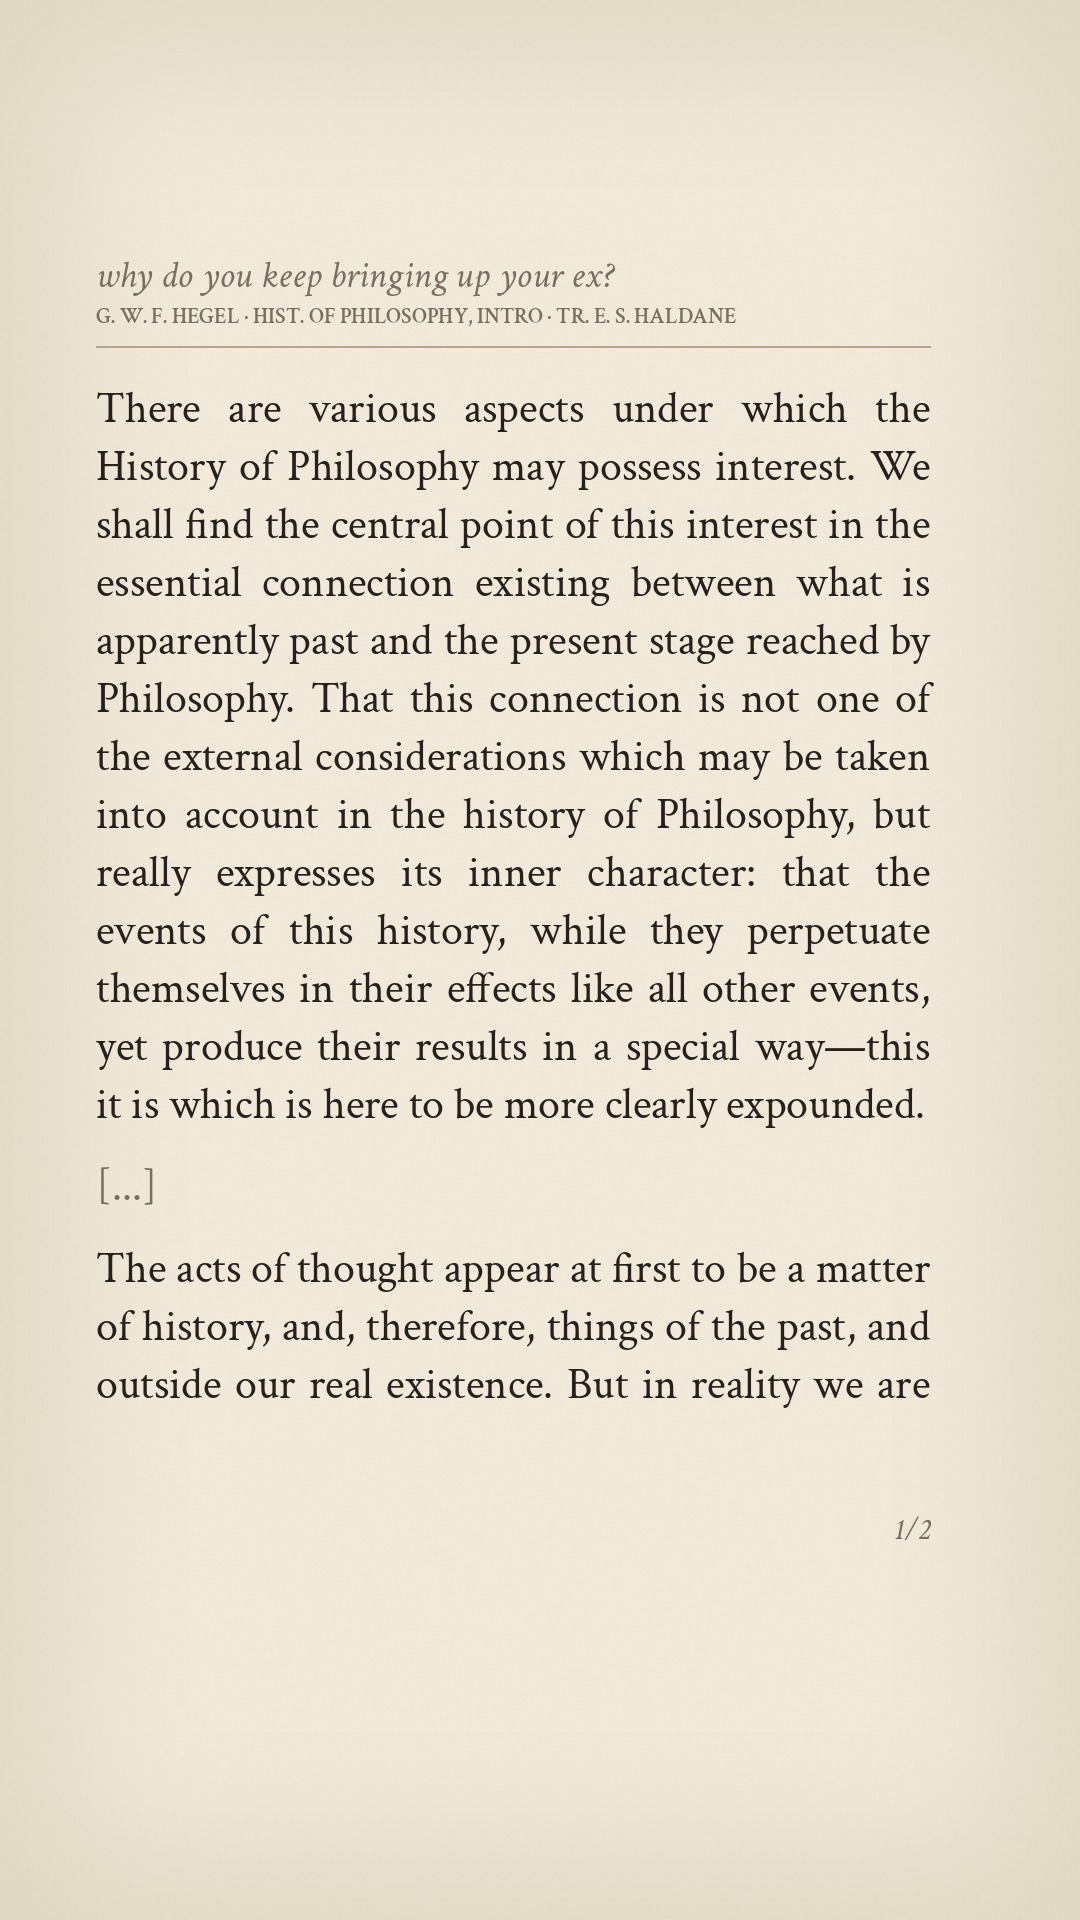 why do you keep bringing up your ex?
G. W. F. HEGEL · HIST. OF PHILOSOPHY, INTRO · TR. E. S. HALDANE
There are various aspects under which the
History of Philosophy may possess interest. We
shall find the central point of this interest in the
essential connection existing between what is
apparently past and the present stage reached by
Philosophy. That this connection is not one of
the external considerations which may be taken
into account in the history of Philosophy, but
really expresses its inner character: that the
events of this history, while they perpetuate
themselves in their effects like all other events,
yet produce their results in a special way—this
it is which is here to be more clearly expounded.
[...]
The acts of thought appear at first to be a matter
of history, and, therefore, things of the past, and
outside our real existence. But in reality we are
1/2